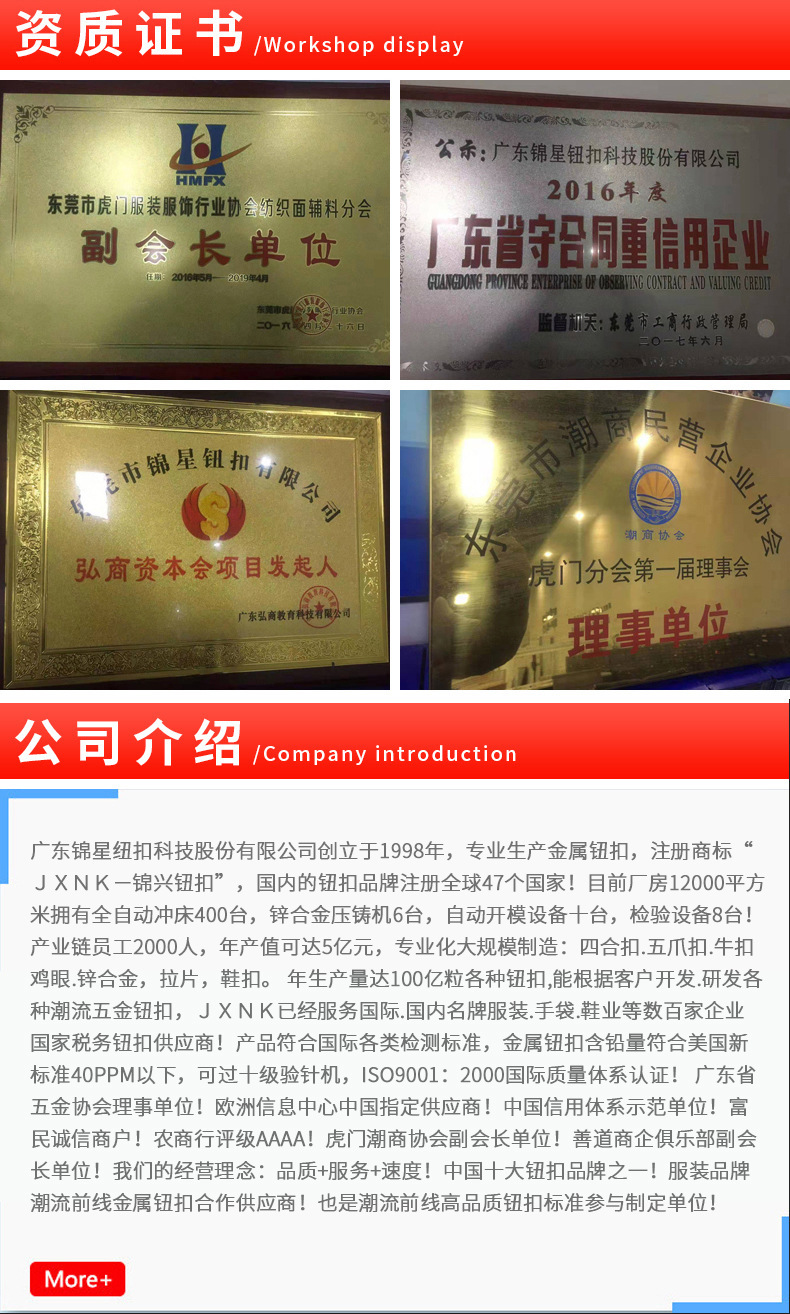 资质证书 /Workshop display
HMFX
东莞市虎门服装服饰行业协会纺织面辅料分会
副会长单位
日期：2016年5月——2019年4月
行业协会
公示：广东锦星钮扣科技股份有限公司
2016年度
广东省守合同重信用企业
GUANGDONG PROVINCE ENTERPRISE OF OBSERVING CONTRACT AND VALUING CREDIT
监督机关：东莞市工商行政管理局
二〇一七年六月
东莞市锦星钮扣有限公司
弘商资本会项目发起人
广东弘商教育科技有限公司
东莞市潮商民营企业协会
潮商协会
虎门分会第一届理事会
理事单位
公司介绍 /Company introduction
广东锦星纽扣科技股份有限公司创立于1998年，专业生产金属钮扣，注册商标“
ＪＸＮＫ－锦兴钮扣”，国内的钮扣品牌注册全球47个国家！目前厂房12000平方
米拥有全自动冲床400台，锌合金压铸机6台，自动开模设备十台，检验设备8台！
产业链员工2000人，年产值可达5亿元，专业化大规模制造：四合扣.五爪扣.牛扣
鸡眼.锌合金，拉片，鞋扣。 年生产量达100亿粒各种钮扣,能根据客户开发.研发各
种潮流五金钮扣，ＪＸＮＫ已经服务国际.国内名牌服装.手袋.鞋业等数百家企业
国家税务钮扣供应商！产品符合国际各类检测标准，金属钮扣含铅量符合美国新
标准40PPM以下，可过十级验针机，ISO9001：2000国际质量体系认证！ 广东省
五金协会理事单位！欧洲信息中心中国指定供应商！中国信用体系示范单位！富
民诚信商户！农商行评级AAAA！虎门潮商协会副会长单位！善道商企俱乐部副会
长单位！我们的经营理念：品质+服务+速度！中国十大钮扣品牌之一！服装品牌
潮流前线金属钮扣合作供应商！也是潮流前线高品质钮扣标准参与制定单位！
More+